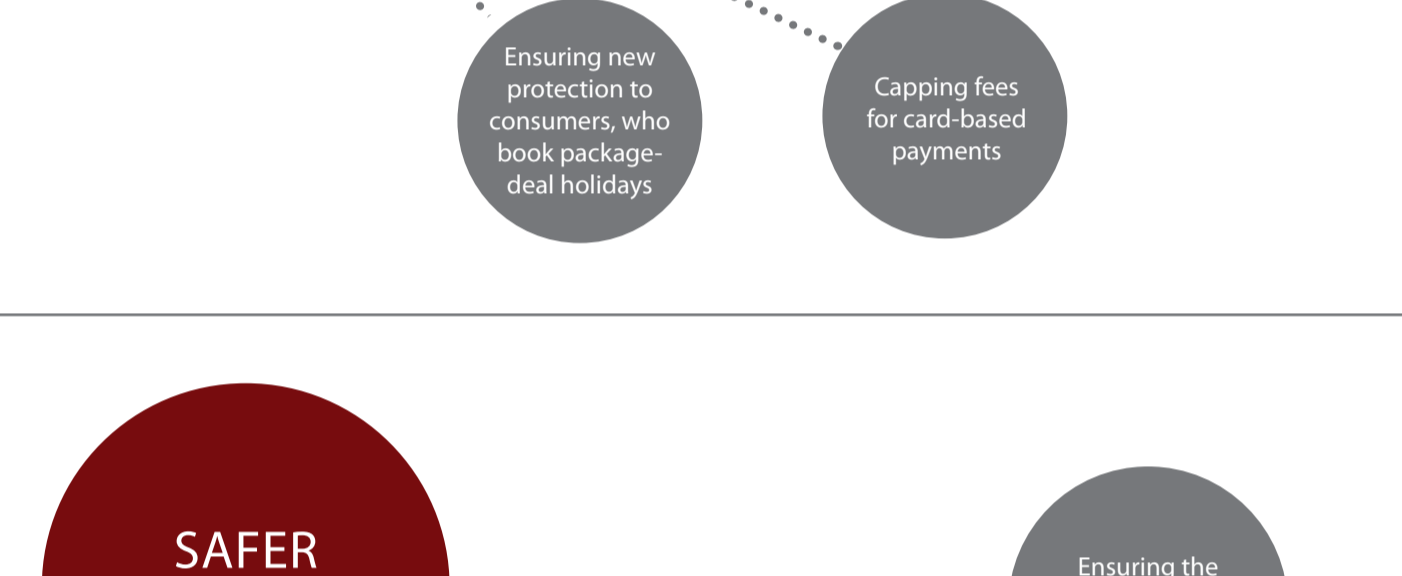 Ensuring new
protection to
consumers, who
book package-
deal holidays
Capping fees
for card-based
payments
SAFER
Ensuring the